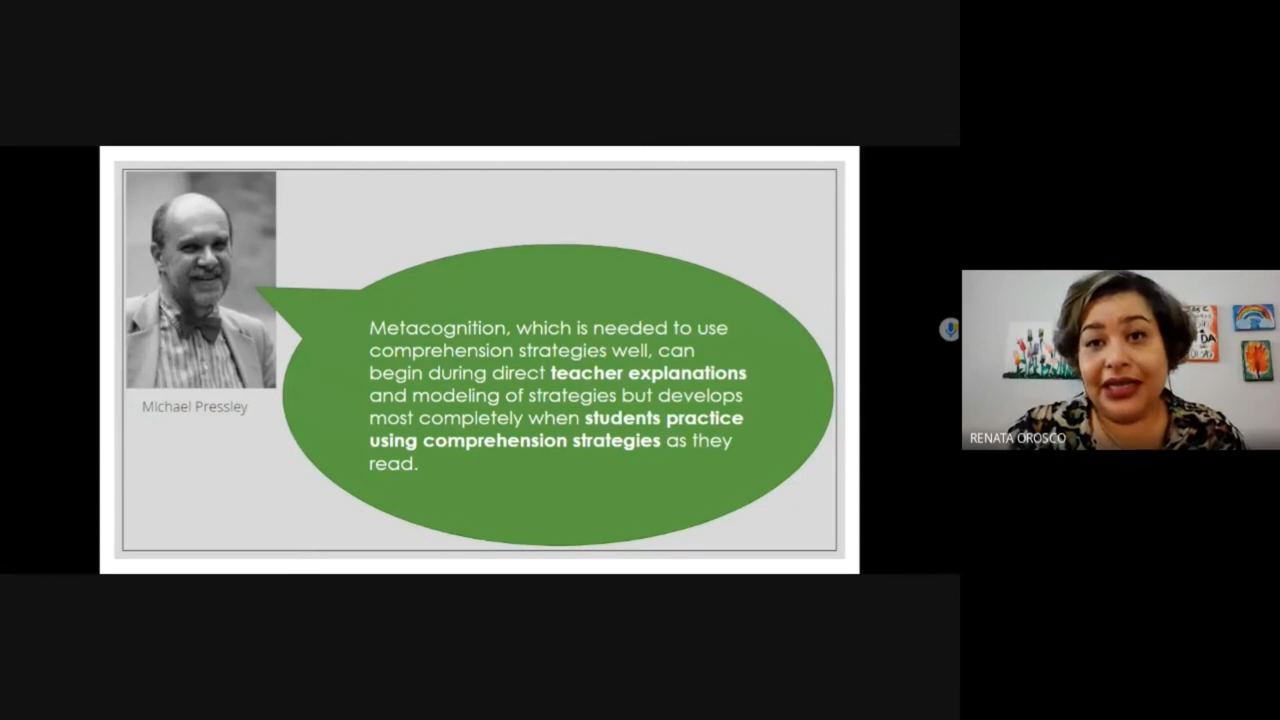 Michael Pressley
Metacognition, which is needed to use
comprehension strategies well, can
begin during direct teacher explanations
and modeling of strategies but develops
most completely when students practice
using comprehension strategies as they
read.
RENATA OROSCO